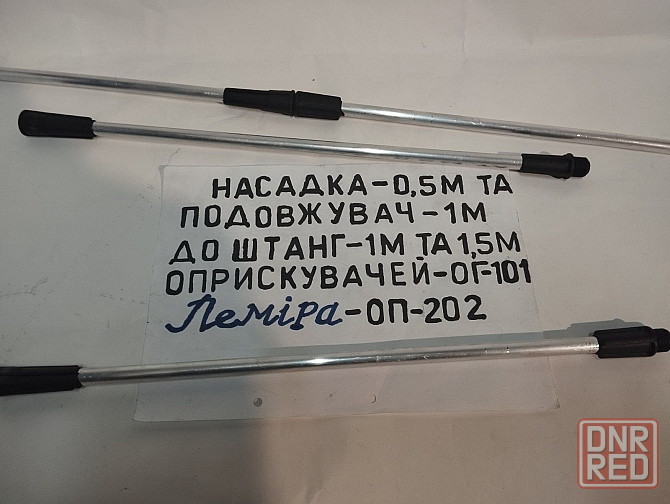 НАСАДКА-0,5М ТА
ПОДОВЖУВАЧ-1М
ДО ШТАНГ-1М ТА 1,5М
ОПРИСКУВАЧЕЙ-ОГ-101
Леміра-ОП-202
DNR
RED